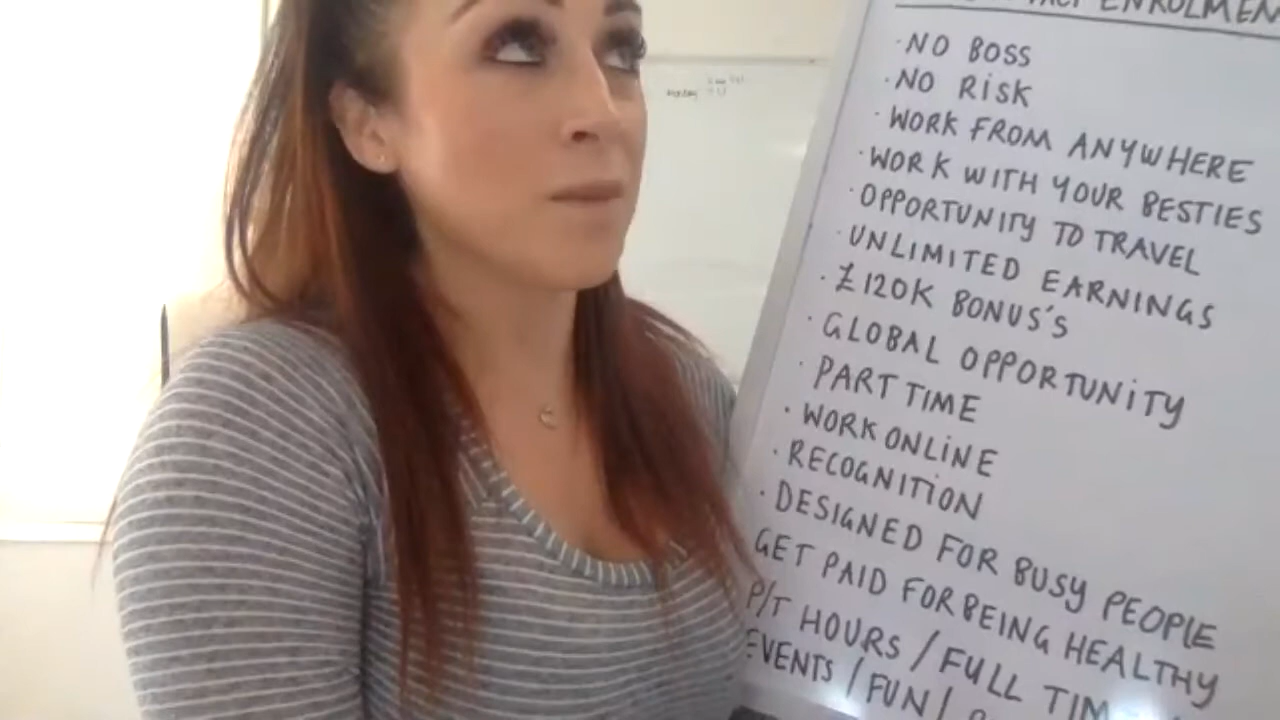 ENROLMEN
· NO BOSS
· NO RISK
· WORK FROM ANYWHERE
· WORK WITH YOUR BESTIES
· OPPORTUNITY TO TRAVEL
· UNLIMITED EARNINGS
· £120K BONUS'S
· GLOBAL OPPORTUNITY
· PART TIME
· WORK ONLINE
· RECOGNITION
· DESIGNED FOR BUSY PEOPLE
GET PAID FOR BEING HEALTHY
P/T HOURS / FULL TIM
EVENTS / FUN /